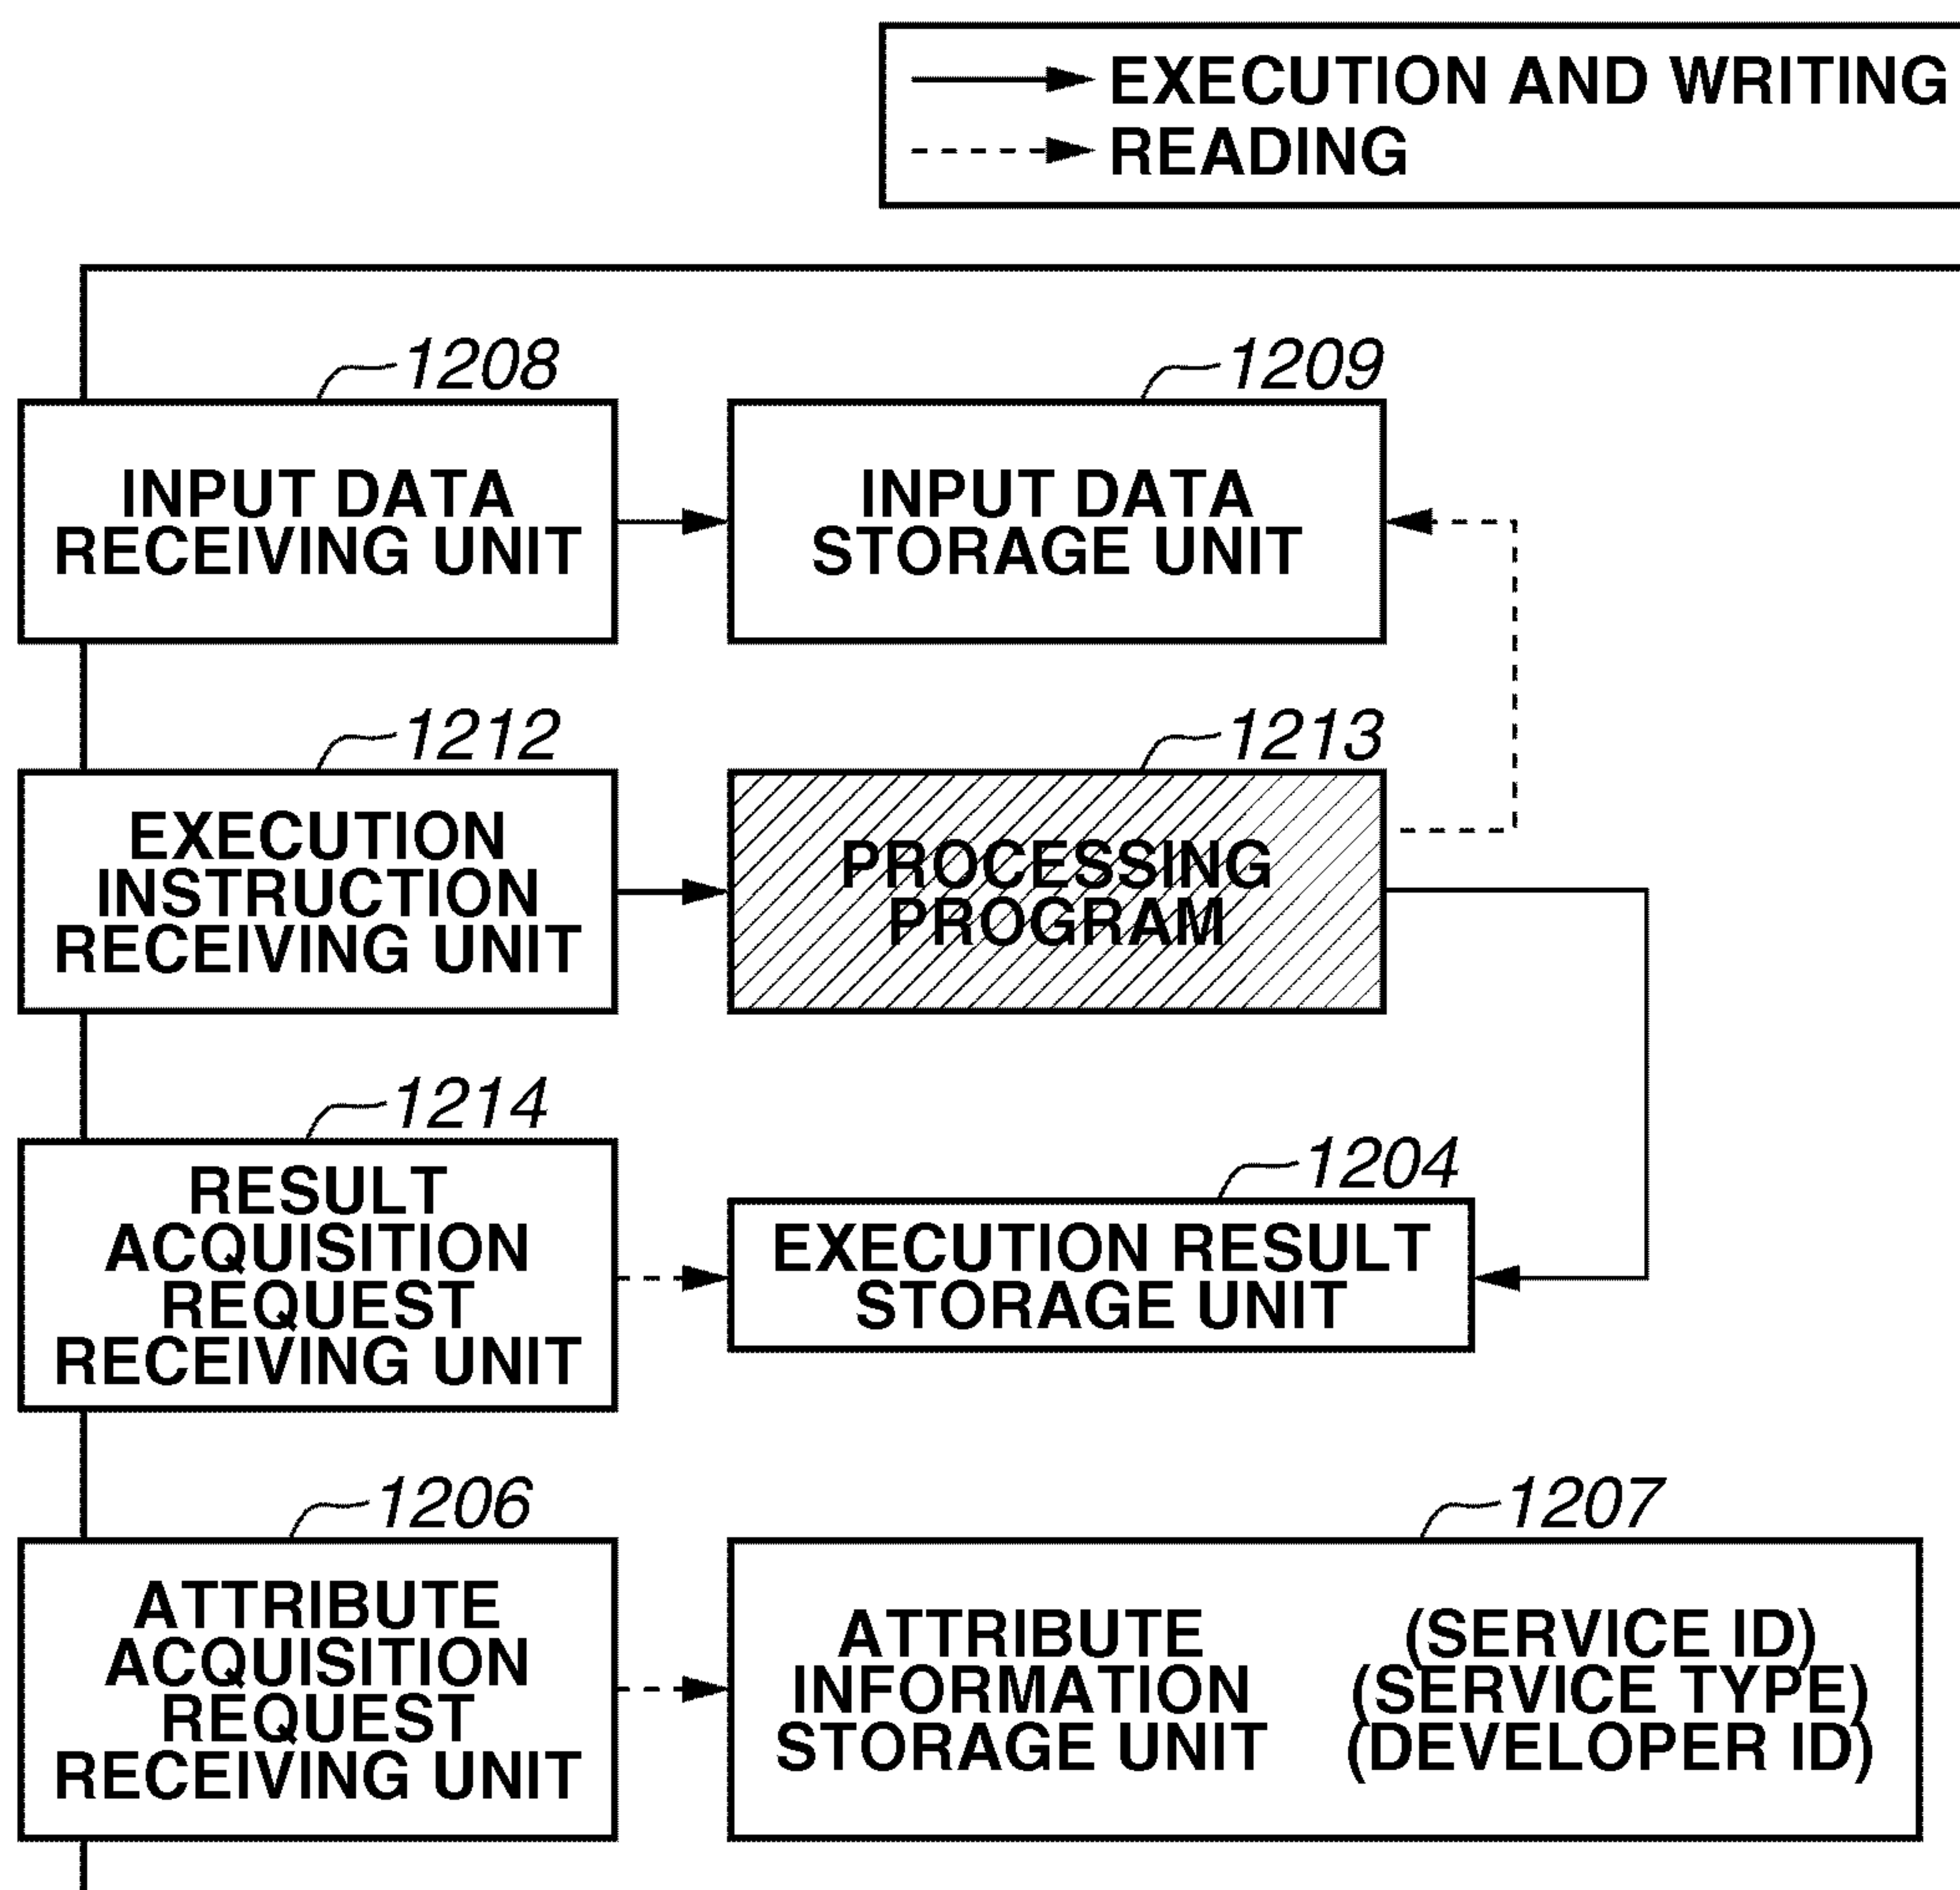 EXECUTION AND WRITING
READING
1208
1209
INPUT DATA
RECEIVING UNIT
INPUT DATA
STORAGE UNIT
1212
1213
EXECUTION
INSTRUCTION
RECEIVING UNIT
PROCESSING
PROGRAM
1214
1204
RESULT
ACQUISITION
REQUEST
RECEIVING UNIT
EXECUTION RESULT
STORAGE UNIT
1206
1207
ATTRIBUTE
ACQUISITION
REQUEST
RECEIVING UNIT
ATTRIBUTE
INFORMATION
STORAGE UNIT
(SERVICE ID)
(SERVICE TYPE)
(DEVELOPER ID)